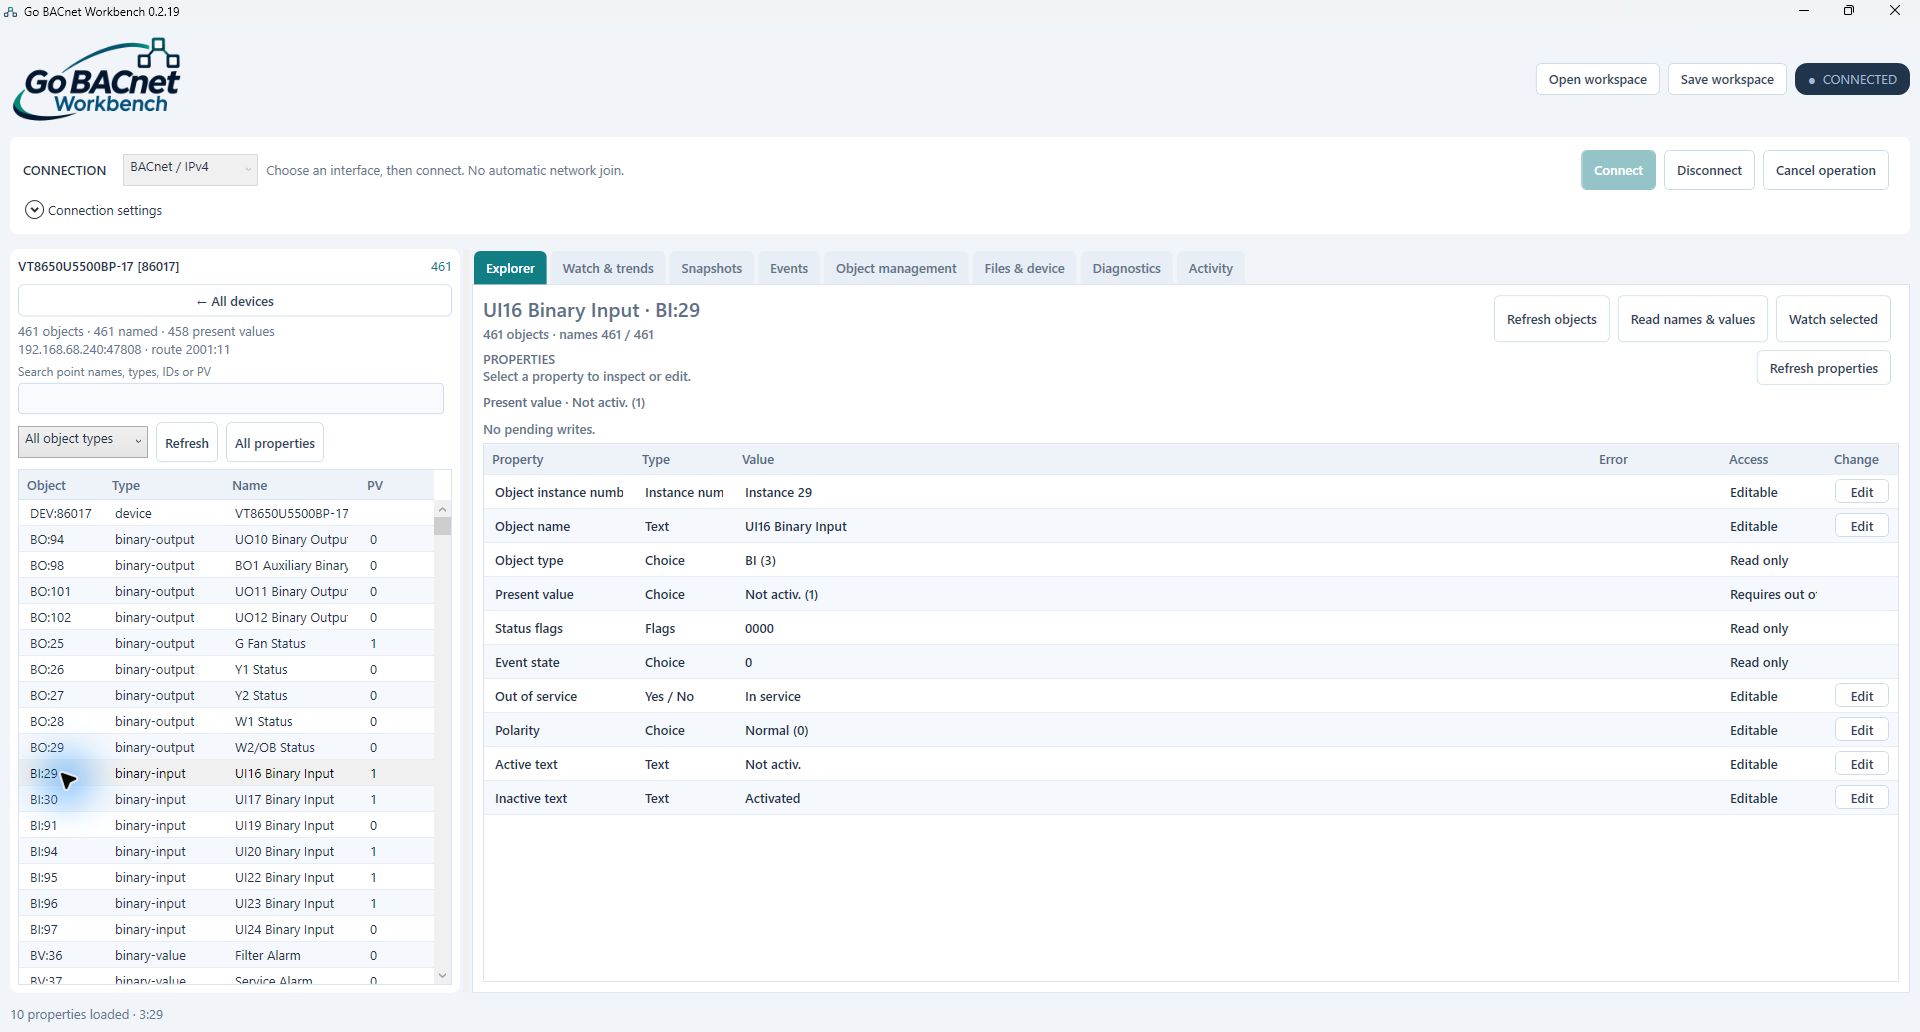 Go BACnet Workbench 0.2.19
Go BACnet
Workbench
Open workspace
Save workspace
CONNECTED
CONNECTION
BACnet / IPv4
Choose an interface, then connect. No automatic network join.
Connect
Disconnect
Cancel operation
Connection settings
VT8650U5500BP-17 [86017]
461
← All devices
461 objects · 461 named · 458 present values
192.168.68.240:47808 · route 2001:11
Search point names, types, IDs or PV
All object types
Refresh
All properties
Object Type Name PV
DEV:86017 device VT8650U5500BP-17
BO:94 binary-output UO10 Binary Outpu 0
BO:98 binary-output BO1 Auxiliary Binary 0
BO:101 binary-output UO11 Binary Outpu 0
BO:102 binary-output UO12 Binary Outpu 0
BO:25 binary-output G Fan Status 1
BO:26 binary-output Y1 Status 0
BO:27 binary-output Y2 Status 0
BO:28 binary-output W1 Status 0
BO:29 binary-output W2/OB Status 0
BI:29 binary-input UI16 Binary Input 1
BI:30 binary-input UI17 Binary Input 1
BI:91 binary-input UI19 Binary Input 0
BI:94 binary-input UI20 Binary Input 1
BI:95 binary-input UI22 Binary Input 1
BI:96 binary-input UI23 Binary Input 1
BI:97 binary-input UI24 Binary Input 0
BV:36 binary-value Filter Alarm 0
BV:37 binary-value Service Alarm 0
Explorer
Watch & trends
Snapshots
Events
Object management
Files & device
Diagnostics
Activity
UI16 Binary Input · BI:29
461 objects · names 461 / 461
Refresh objects
Read names & values
Watch selected
PROPERTIES
Select a property to inspect or edit.
Refresh properties
Present value · Not activ. (1)
No pending writes.
Property Type Value Error Access Change
Object instance numb Instance num Instance 29 Editable Edit
Object name Text UI16 Binary Input Editable Edit
Object type Choice BI (3) Read only
Present value Choice Not activ. (1) Requires out o
Status flags Flags 0000 Read only
Event state Choice 0 Read only
Out of service Yes / No In service Editable Edit
Polarity Choice Normal (0) Editable Edit
Active text Text Not activ. Editable Edit
Inactive text Text Activated Editable Edit
10 properties loaded · 3:29